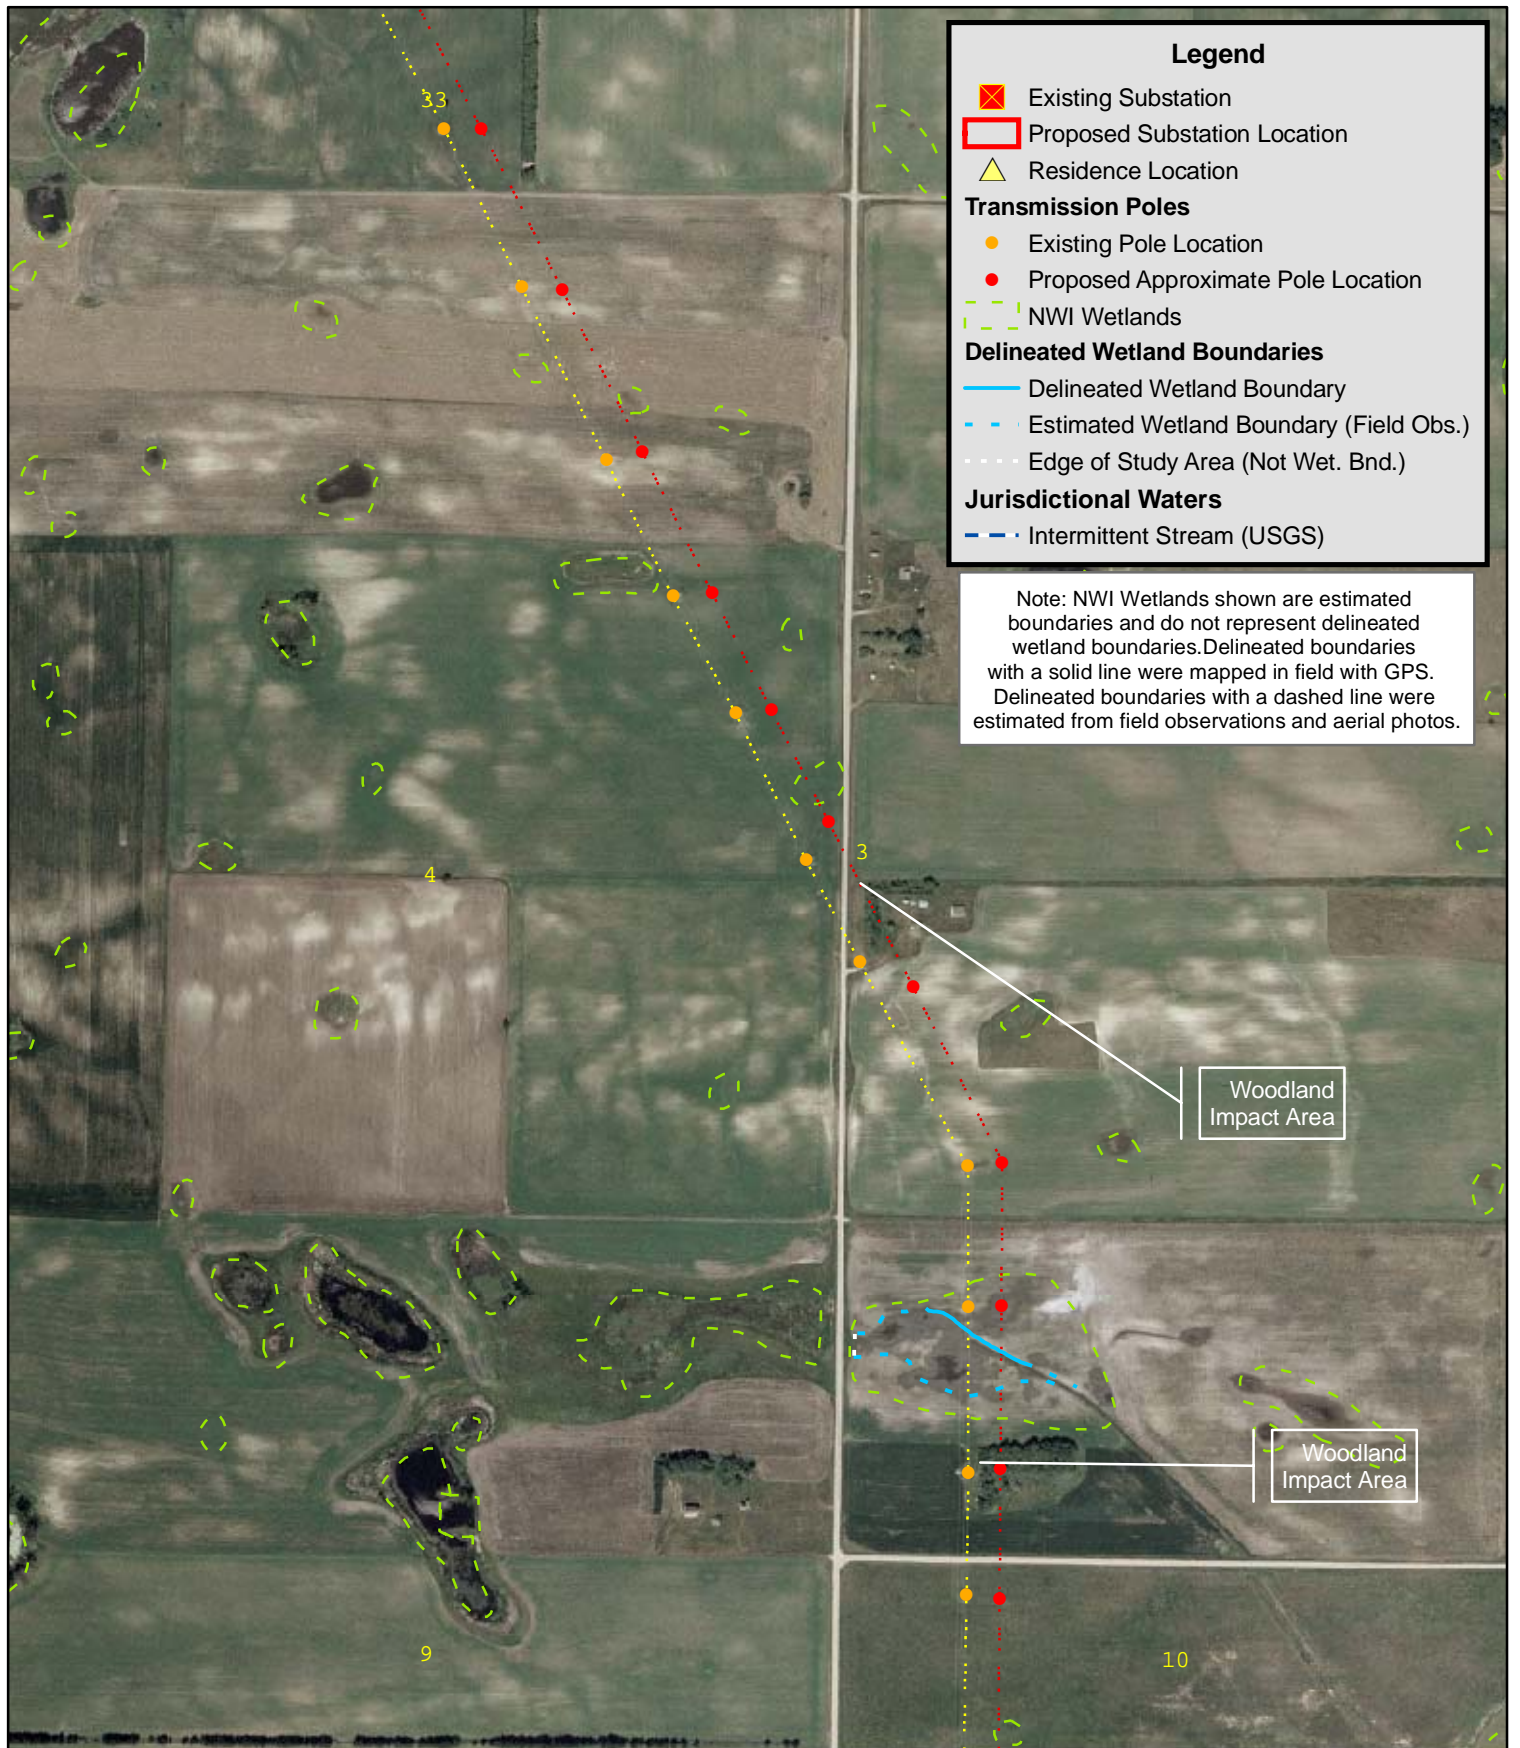 33
Legend
Existing Substation
Proposed Substation Location
Residence Location
Transmission Poles
Existing Pole Location
Proposed Approximate Pole Location
NWI Wetlands
Delineated Wetland Boundaries
Delineated Wetland Boundary
Estimated Wetland Boundary (Field Obs.)
Edge of Study Area (Not Wet. Bnd.)
Jurisdictional Waters
Intermittent Stream (USGS)
Note: NWI Wetlands shown are estimated
boundaries and do not represent delineated
wetland boundaries.Delineated boundaries
with a solid line were mapped in field with GPS.
Delineated boundaries with a dashed line were
estimated from field observations and aerial photos.
3
4
Woodland
Impact Area
Woodland
Impact Area
9
10